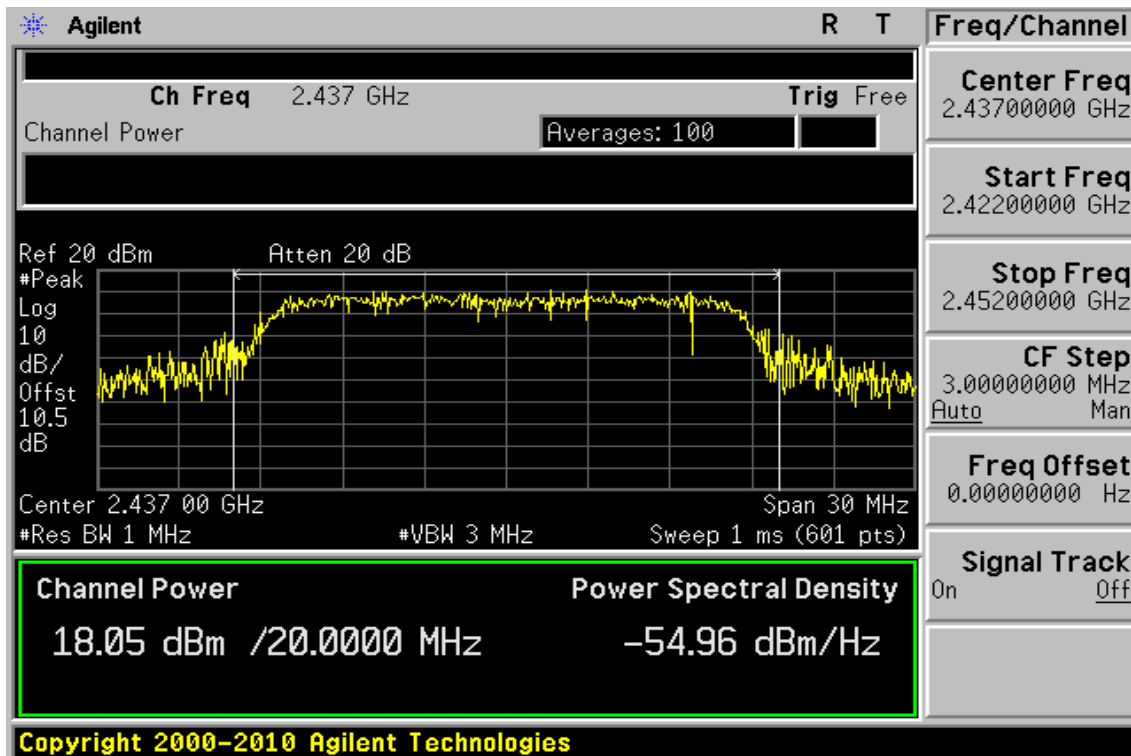 Agilent R T Freq/Channel
Ch Freq 2.437 GHz Trig Free
Channel Power Averages: 100
Ref 20 dBm Atten 20 dB
#Peak
Log
10
dB/
Offst
10.5
dB
Center 2.437 00 GHz Span 30 MHz
#Res BW 1 MHz #VBW 3 MHz Sweep 1 ms (601 pts)
Channel Power Power Spectral Density
18.05 dBm /20.0000 MHz -54.96 dBm/Hz
Center Freq
2.43700000 GHz
Start Freq
2.42200000 GHz
Stop Freq
2.45200000 GHz
CF Step
3.00000000 MHz
Auto Man
Freq Offset
0.00000000 Hz
Signal Track
On Off
Copyright 2000-2010 Agilent Technologies